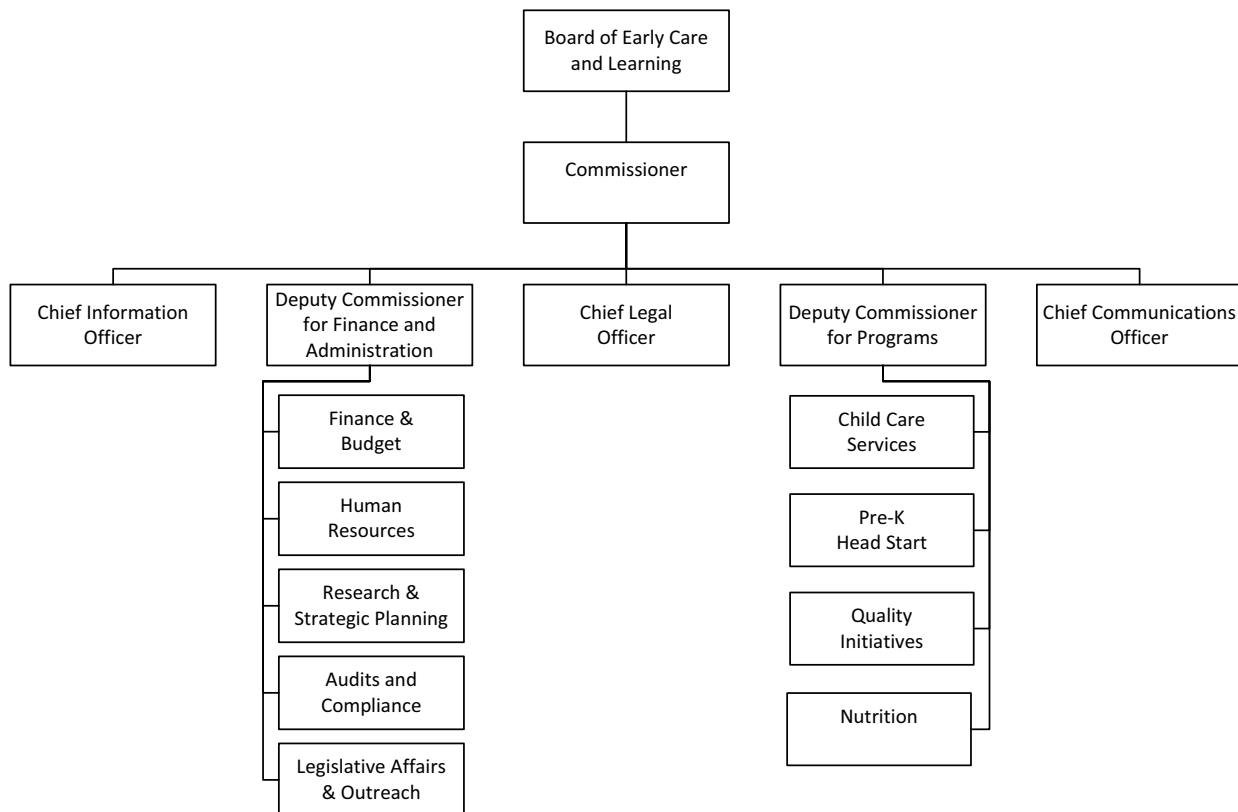 Board of Early Care
and Learning
Commissioner
Chief Information
Officer
Deputy Commissioner
for Finance and
Administration
Chief Legal
Officer
Deputy Commissioner
for Programs
Chief Communications
Officer
Finance &
Budget
Human
Resources
Research &
Strategic Planning
Audits and
Compliance
Legislative Affairs
& Outreach
Child Care
Services
Pre-K
Head Start
Quality
Initiatives
Nutrition